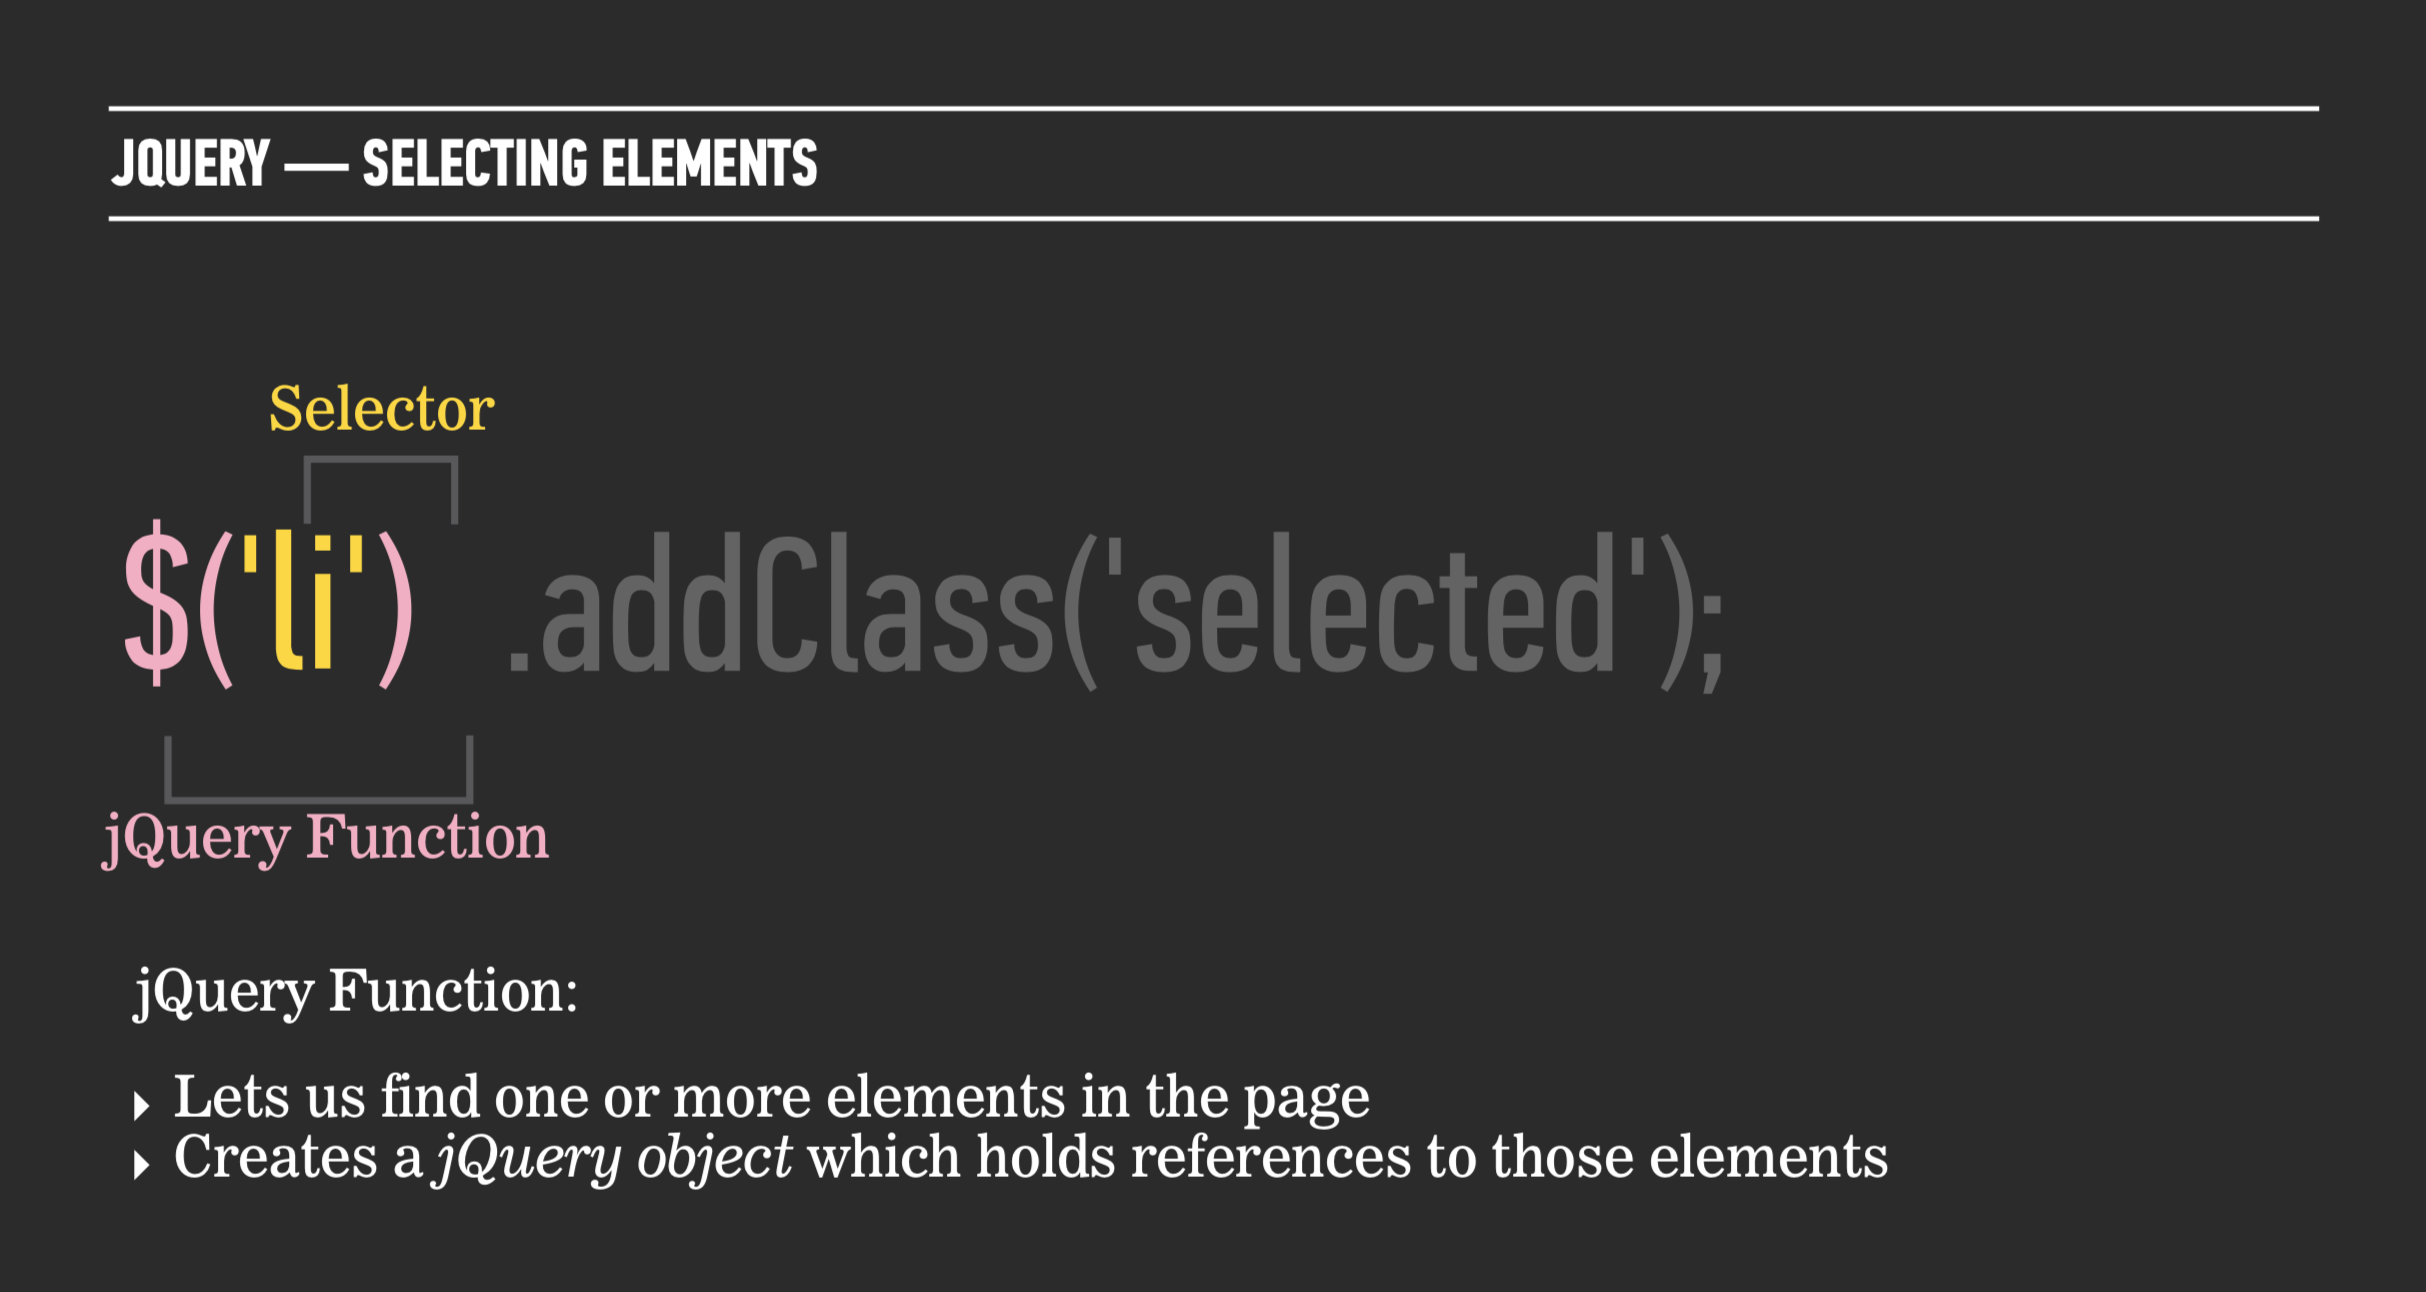 JQUERY — SELECTING ELEMENTS
Selector
$('li') .addClass('selected');
jQuery Function
jQuery Function:
Lets us find one or more elements in the page
Creates a jQuery object which holds references to those elements